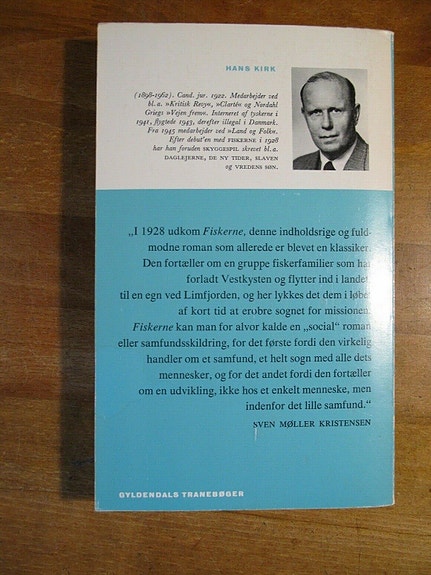 HANS KIRK
(1898-1962). Cand. jur. 1922. Medarbejder ved
bl. a. »Kritisk Revy«, »Clarté« og Nordahl
Griegs »Vejen frem«. Interneret af tyskerne i
1941, flygtede 1943, derefter illegal i Danmark.
Fra 1945 medarbejder ved »Land og Folk«.
Efter debut'en med FISKERNE i 1928
har han foruden SKYGGESPIL skrevet bl. a.
DAGLEJERNE, DE NY TIDER, SLAVEN
og VREDENS SØN.
„I 1928 udkom Fiskerne, denne indholdsrige og fuld-
modne roman som allerede er blevet en klassiker.
Den fortæller om en gruppe fiskerfamilier som har
forladt Vestkysten og flytter ind i landet,
til en egn ved Limfjorden, og her lykkes det dem i løbet
af kort tid at erobre sognet for missionen.
Fiskerne kan man for alvor kalde en „social" roman
eller samfundsskildring, for det første fordi den virkelig
handler om et samfund, et helt sogn med alle dets
mennesker, og for det andet fordi den fortæller
om en udvikling, ikke hos et enkelt menneske, men
indenfor det lille samfund."
SVEN MØLLER KRISTENSEN
GYLDENDALS TRANEBØGER